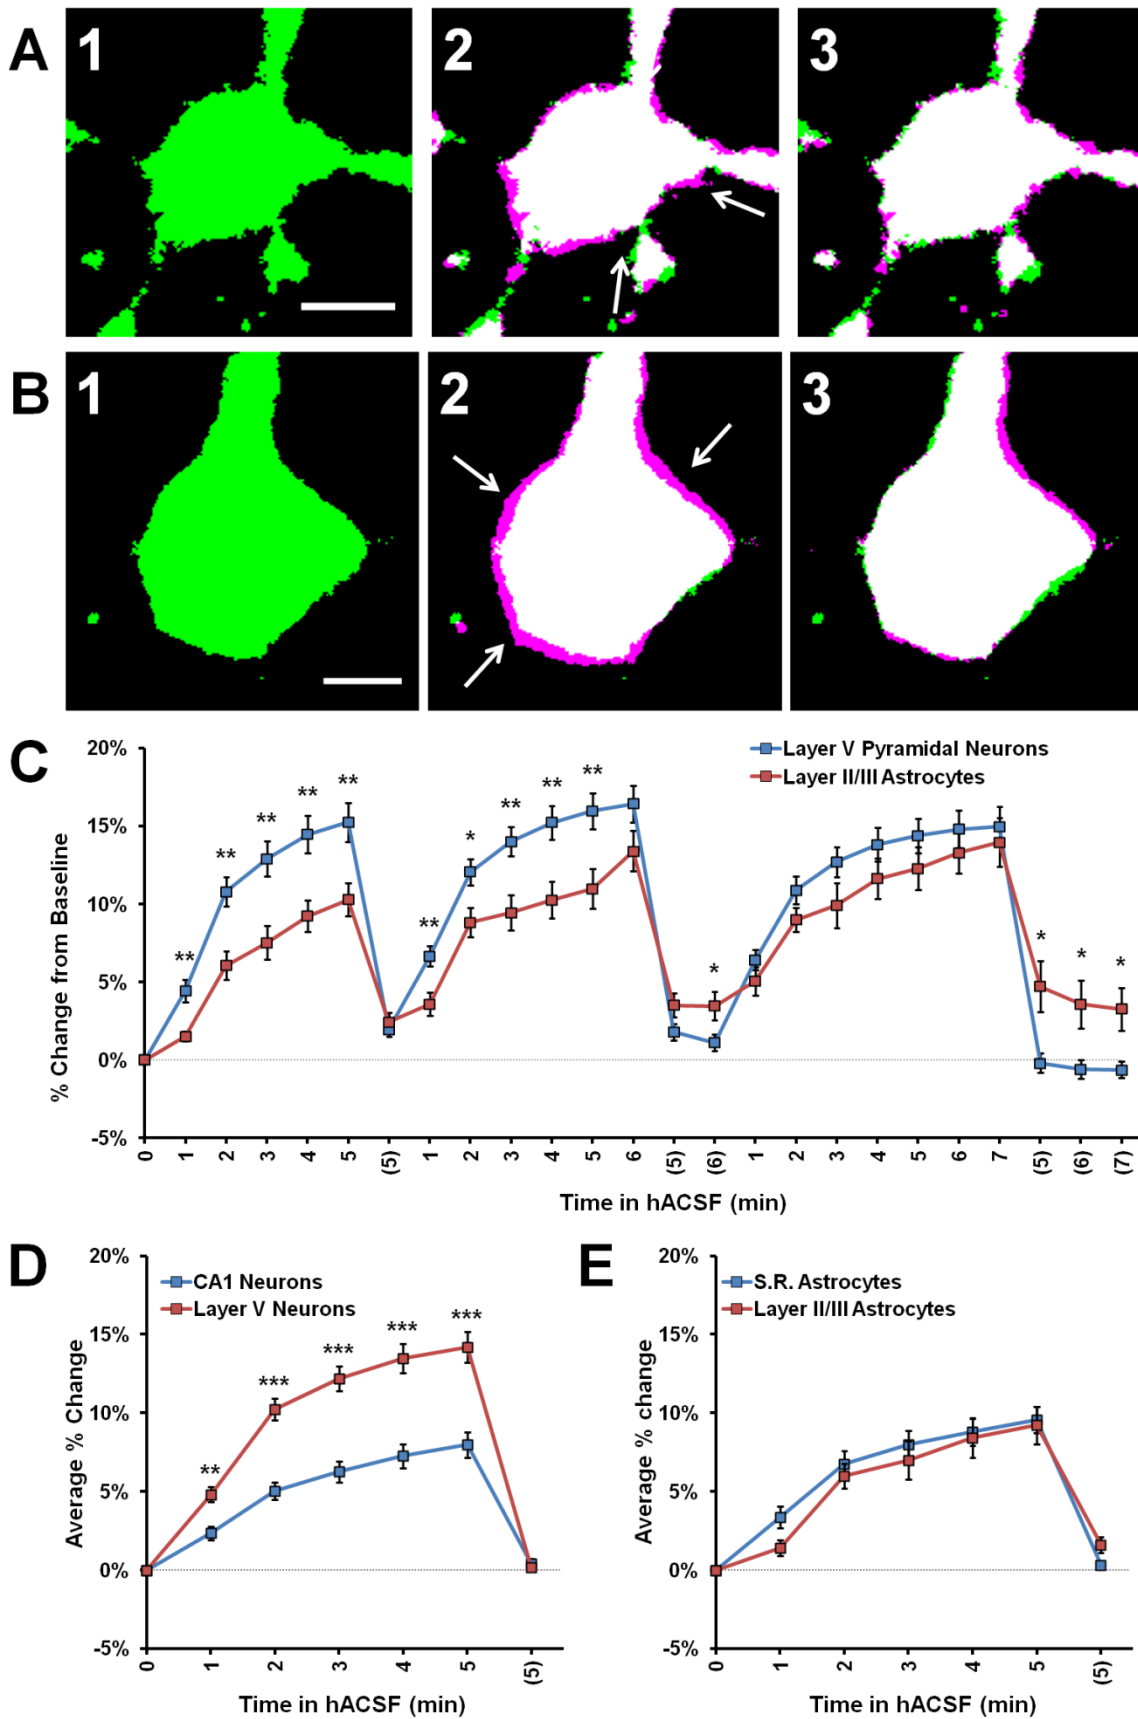 A 1 2 3
B 1 2 3
C
20%
15%
10%
5%
0%
-5%
% Change from Baseline
Layer V Pyramidal Neurons
Layer II/III Astrocytes
** ** ** ** **
** * ** ** **
*
* * *
0 1 2 3 4 5 (5) 1 2 3 4 5 6 (5) (6) 1 2 3 4 5 6 7 (5) (6) (7)
Time in hACSF (min)
D
20%
15%
10%
5%
0%
-5%
Average % Change
CA1 Neurons
Layer V Neurons
** *** *** *** ***
0 1 2 3 4 5 (5)
Time in hACSF (min)
E
20%
15%
10%
5%
0%
-5%
Average % change
S.R. Astrocytes
Layer II/III Astrocytes
0 1 2 3 4 5 (5)
Time in hACSF (min)